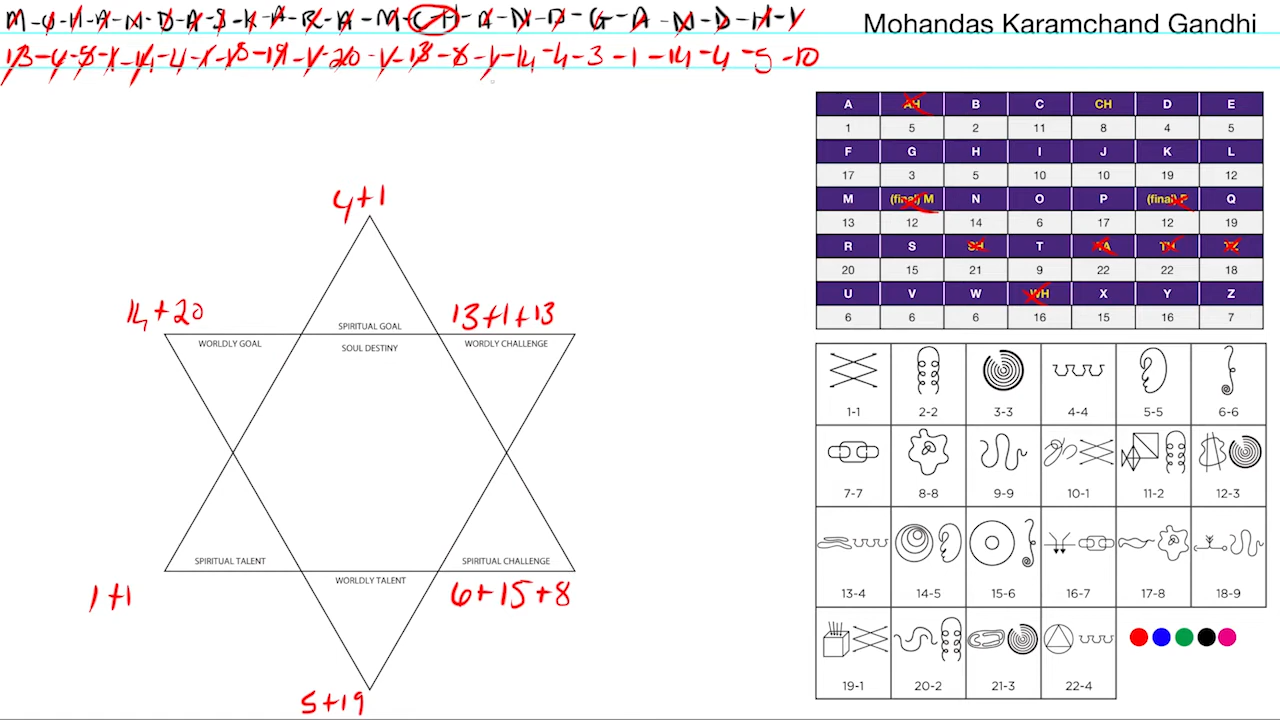 M-O-H-A-N-D-A-S-K-A-R-A-M-CH-A-N-D-G-A-N-D-H-I
Mohandas Karamchand Gandhi
13-6-5-1-14-4-1-15-19-1-20-1-13-8-1-14-4-3-1-14-4-5-10
A AH B C CH D E
1 5 2 11 8 4 5
F G H I J K L
17 3 5 10 10 19 12
M (final) M N O P (final) P Q
13 12 14 6 17 12 19
R S SH T TA TH TZ
20 15 21 9 22 22 18
U V W WH X Y Z
6 6 6 16 15 16 7
4+1
14+20
13+1+13
SPIRITUAL GOAL
WORLDLY GOAL
SOUL DESTINY
WORDLY CHALLENGE
SPIRITUAL TALENT
SPIRITUAL CHALLENGE
WORLDLY TALENT
1+1
6+15+8
5+19
1-1 2-2 3-3 4-4 5-5 6-6
7-7 8-8 9-9 10-1 11-2 12-3
13-4 14-5 15-6 16-7 17-8 18-9
19-1 20-2 21-3 22-4